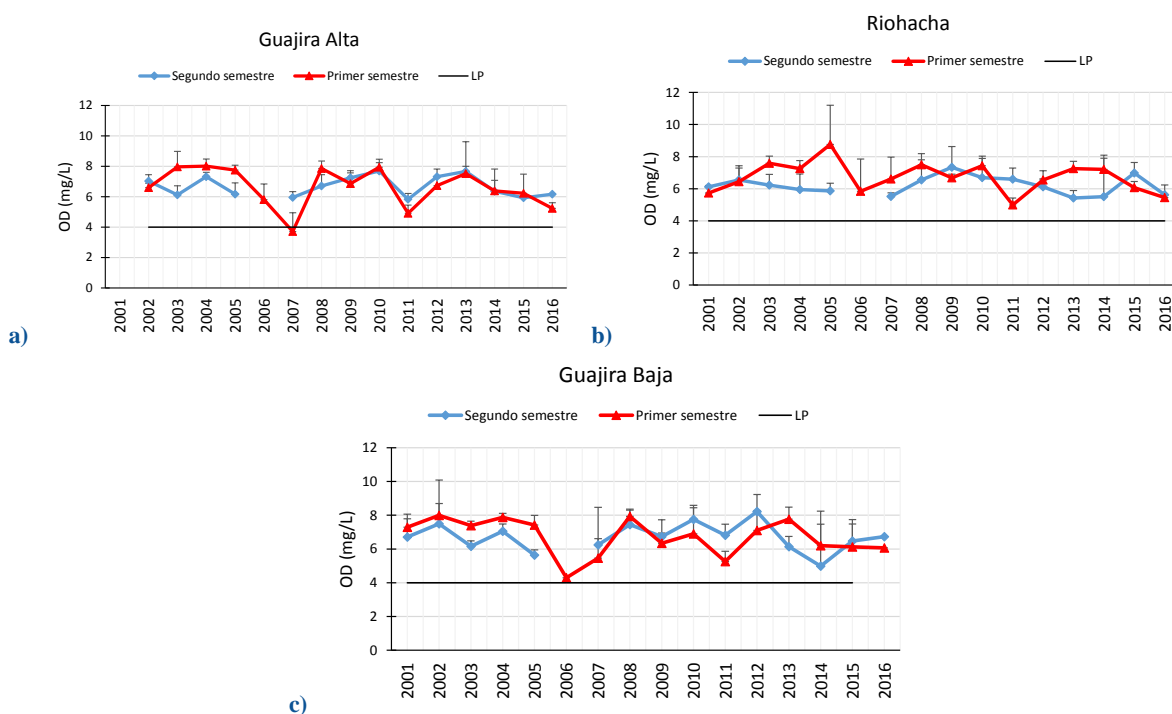 Guajira Alta
Segundo semestre Primer semestre LP
OD (mg/L)
12
10
8
6
4
2
0
2001 2002 2003 2004 2005 2006 2007 2008 2009 2010 2011 2012 2013 2014 2015 2016
a)
Riohacha
Segundo semestre Primer semestre LP
OD (mg/L)
12
10
8
6
4
2
0
2001 2002 2003 2004 2005 2006 2007 2008 2009 2010 2011 2012 2013 2014 2015 2016
b)
Guajira Baja
Segundo semestre Primer semestre LP
OD (mg/L)
12
10
8
6
4
2
0
2001 2002 2003 2004 2005 2006 2007 2008 2009 2010 2011 2012 2013 2014 2015 2016
c)